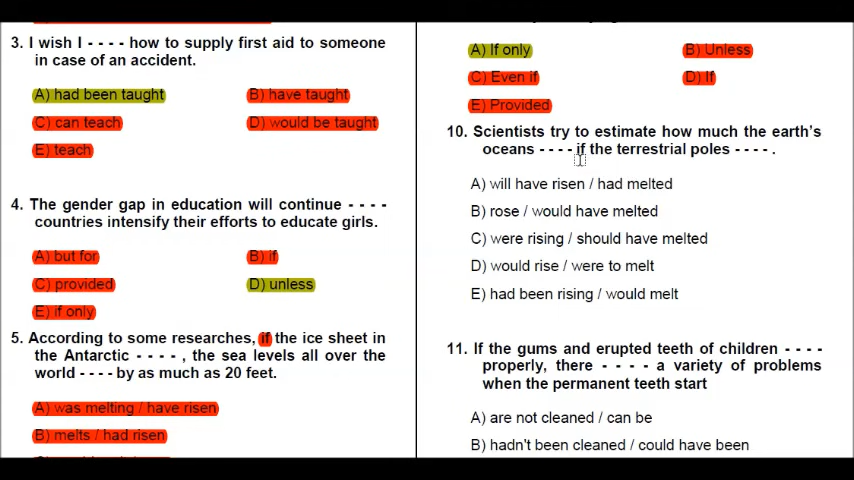 3. I wish I - - - - how to supply first aid to someone
in case of an accident.
A) had been taught
B) have taught
C) can teach
D) would be taught
E) teach
4. The gender gap in education will continue - - - -
countries intensify their efforts to educate girls.
A) but for
B) if
C) provided
D) unless
E) if only
5. According to some researches, if the ice sheet in
the Antarctic - - - - , the sea levels all over the
world - - - - by as much as 20 feet.
A) was melting / have risen
B) melts / had risen
A) If only
B) Unless
C) Even if
D) If
E) Provided
10. Scientists try to estimate how much the earth's
oceans - - - - if the terrestrial poles - - - - .
A) will have risen / had melted
B) rose / would have melted
C) were rising / should have melted
D) would rise / were to melt
E) had been rising / would melt
11. If the gums and erupted teeth of children - - - -
properly, there - - - - a variety of problems
when the permanent teeth start
A) are not cleaned / can be
B) hadn't been cleaned / could have been